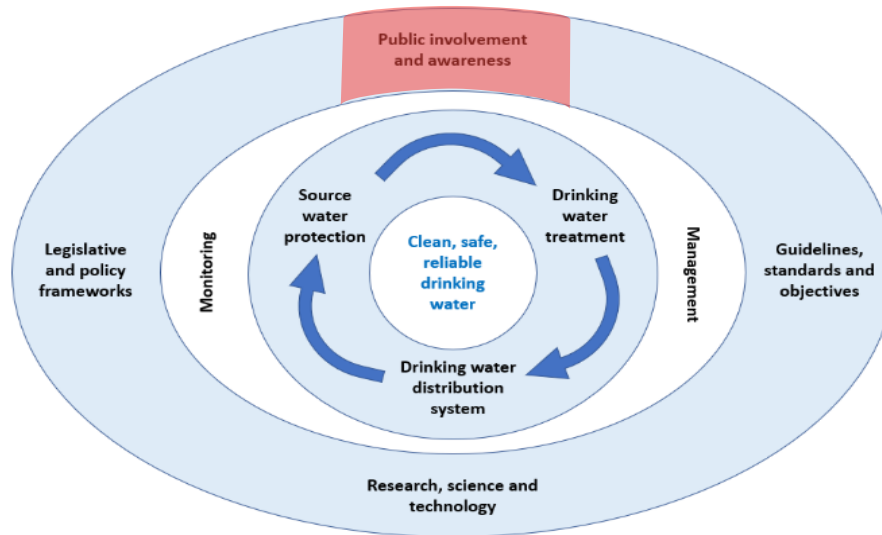 Public involvement
and awareness
Source
water
protection
Drinking
water
treatment
Legislative
and policy
frameworks
Monitoring
Clean, safe,
reliable
drinking
water
Management
Guidelines,
standards and
objectives
Drinking water
distribution
system
Research, science and
technology